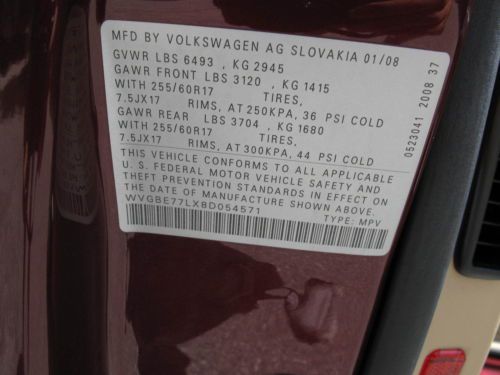 MFD BY VOLKSWAGEN AG SLOVAKIA 01/08
GVWR LBS 6493 , KG 2945
GAWR FRONT LBS 3120 , KG 1415
WITH 255/60R17 TIRES,
7.5JX17 RIMS, AT 250KPA, 36 PSI COLD
GAWR REAR LBS 3704 , KG 1680
WITH 255/60R17 TIRES,
7.5JX17 RIMS, AT 300KPA, 44 PSI COLD
THIS VEHICLE CONFORMS TO ALL APPLICABLE
U. S. FEDERAL MOTOR VEHICLE SAFETY AND
THEFT PREVENTION STANDARDS IN EFFECT ON
THE DATE OF MANUFACTURE SHOWN ABOVE.
WVGBE77LX8D054571 TYPE: MPV
0523041 2008 37